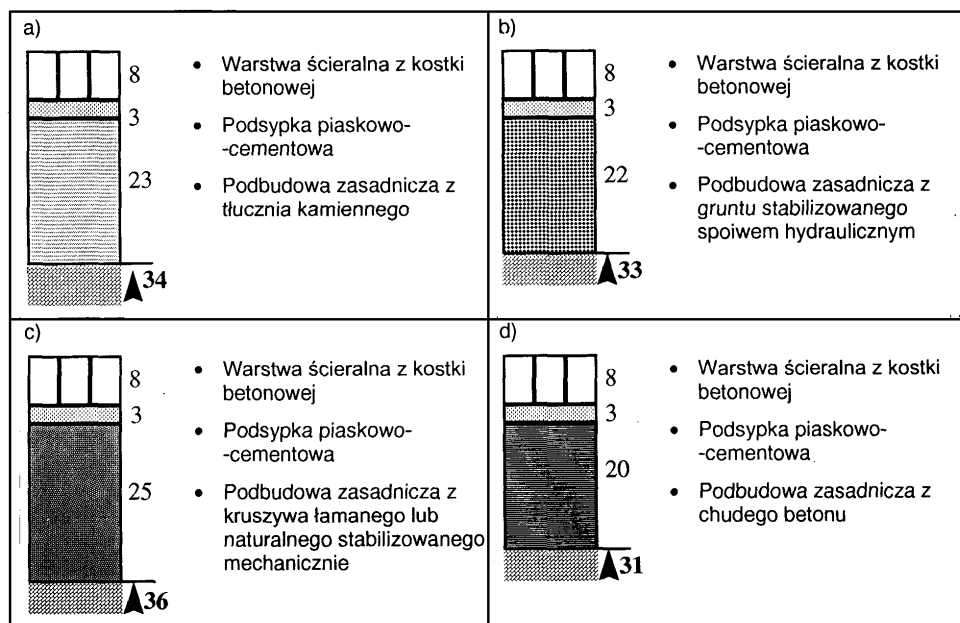 a)
8
3
23
34
• Warstwa ścieralna z kostki
betonowej
• Podsypka piaskowo-
-cementowa
• Podbudowa zasadnicza z
tłucznia kamiennego
b)
8
3
22
33
• Warstwa ścieralna z kostki
betonowej
• Podsypka piaskowo-
-cementowa
• Podbudowa zasadnicza z
gruntu stabilizowanego
spoiwem hydraulicznym
c)
8
3
25
36
• Warstwa ścieralna z kostki
betonowej
• Podsypka piaskowo-
-cementowa
• Podbudowa zasadnicza z
kruszywa łamanego lub
naturalnego stabilizowanego
mechanicznie
d)
8
3
20
31
• Warstwa ścieralna z kostki
betonowej
• Podsypka piaskowo-
-cementowa
• Podbudowa zasadnicza z
chudego betonu